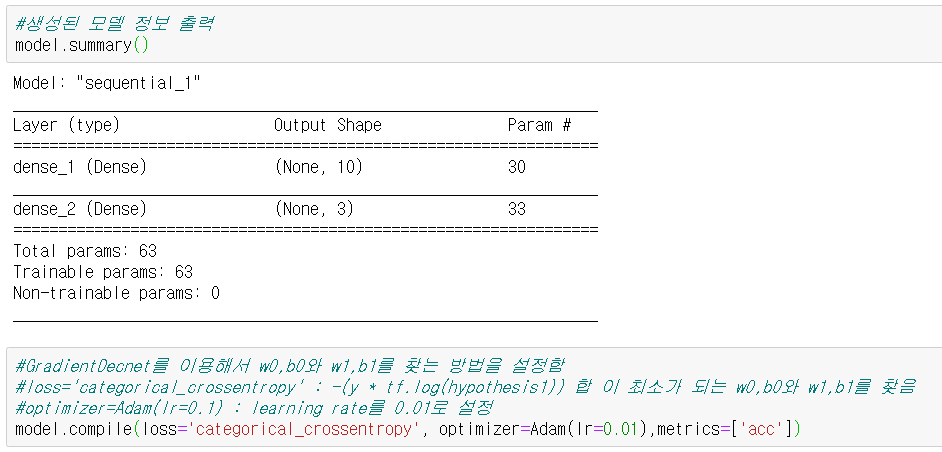 #생성된 모델 정보 출력
model.summary()
Model: "sequential_1"
Layer (type) Output Shape Param #
dense_1 (Dense) (None, 10) 30
dense_2 (Dense) (None, 3) 33
Total params: 63
Trainable params: 63
Non-trainable params: 0
#GradientDecnet를 이용해서 w0,b0와 w1,b1를 찾는 방법을 설정함
#loss='categorical_crossentropy' : -(y * tf.log(hypothesis1)) 합 이 최소가 되는 w0,b0와 w1,b1를 찾음
#optimizer=Adam(lr=0.1) : learning rate를 0.01로 설정
model.compile(loss='categorical_crossentropy', optimizer=Adam(lr=0.01),metrics=['acc'])